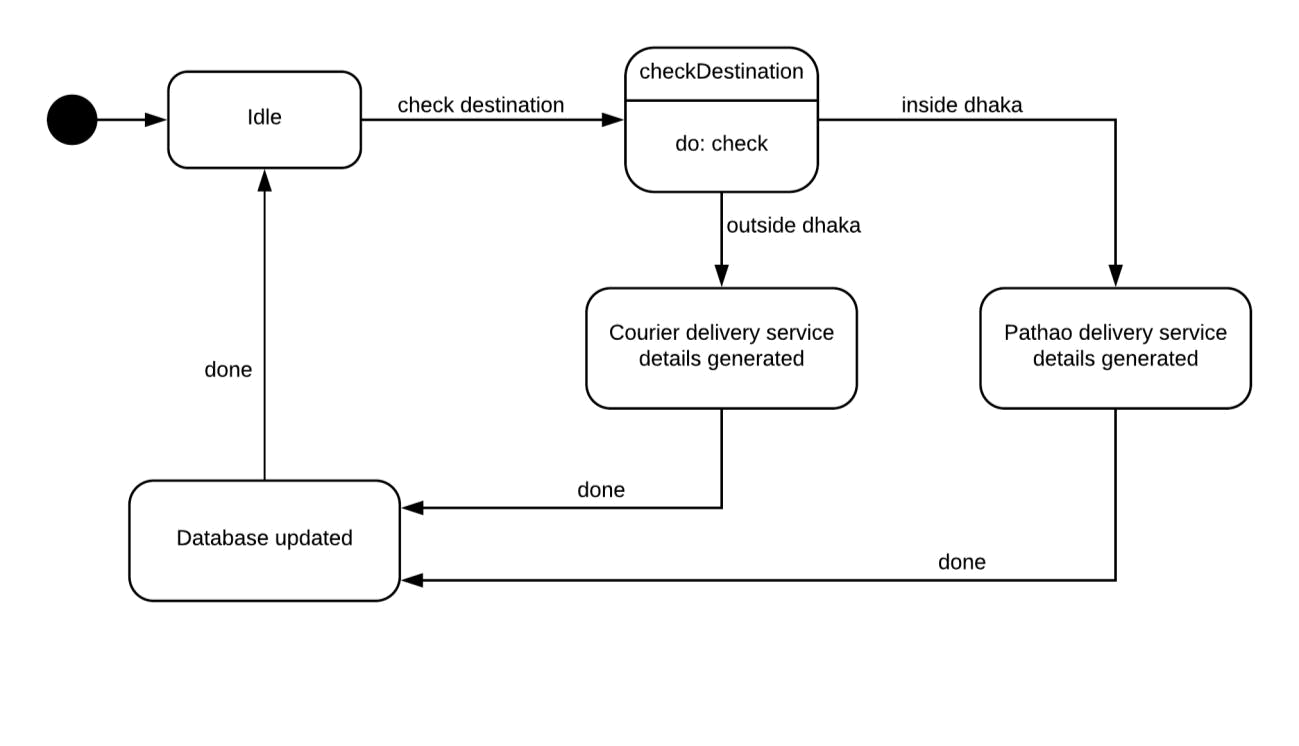 checkDestination
Idle
check destination
inside dhaka
do: check
outside dhaka
Courier delivery service
details generated
Pathao delivery service
details generated
done
done
Database updated
done